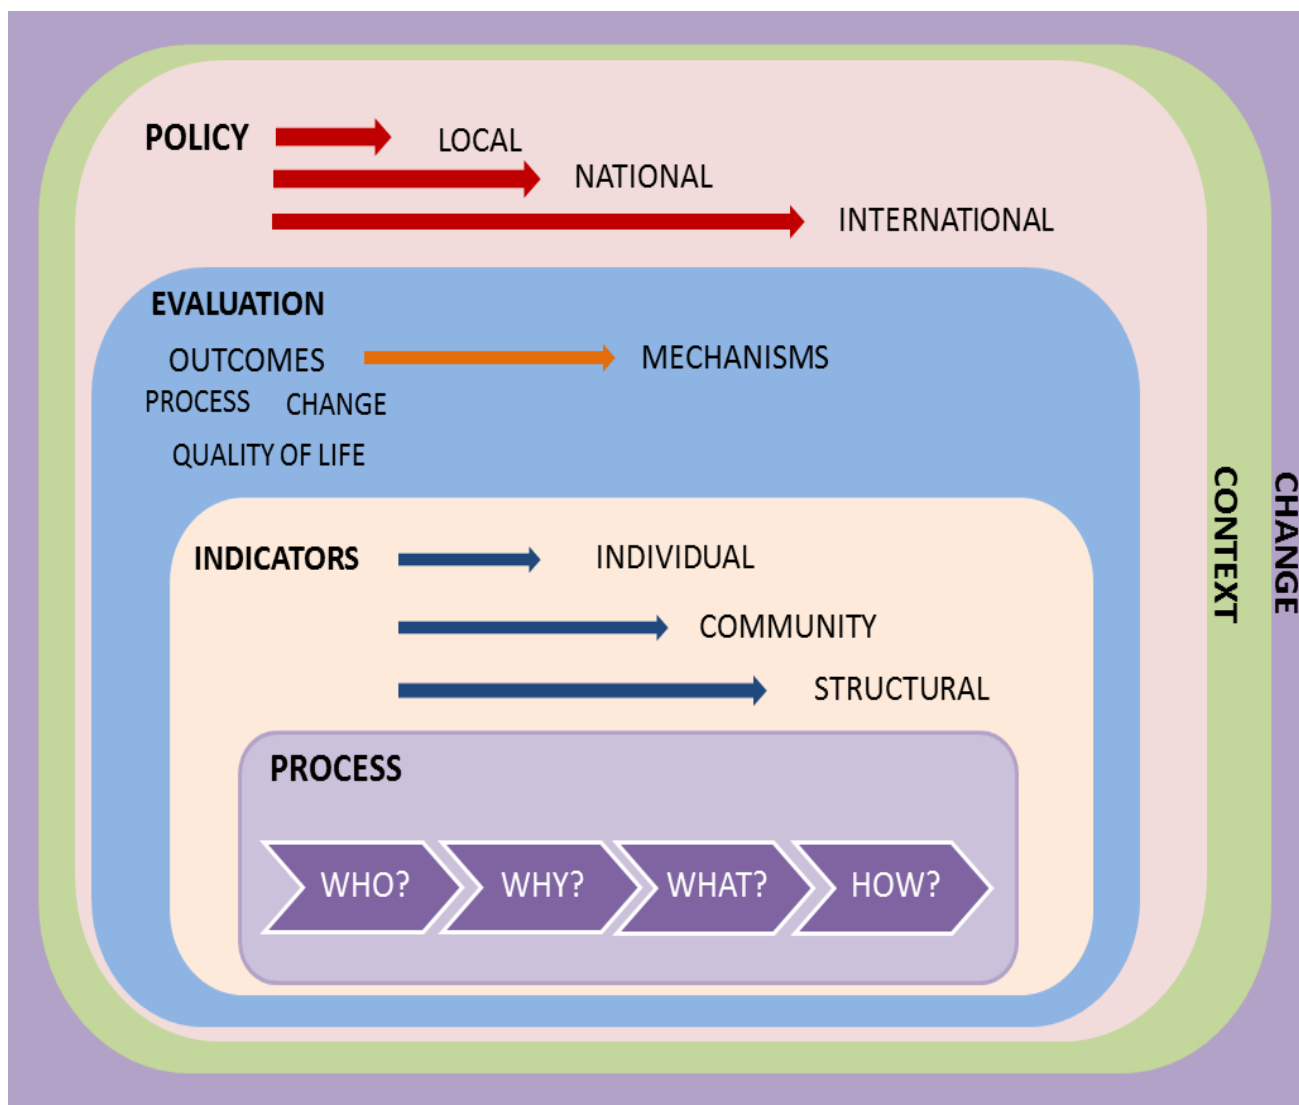 POLICY
LOCAL
NATIONAL
INTERNATIONAL
EVALUATION
OUTCOMES
MECHANISMS
PROCESS
CHANGE
QUALITY OF LIFE
INDICATORS
INDIVIDUAL
COMMUNITY
STRUCTURAL
PROCESS
WHO?
WHY?
WHAT?
HOW?
CONTEXT
CHANGE